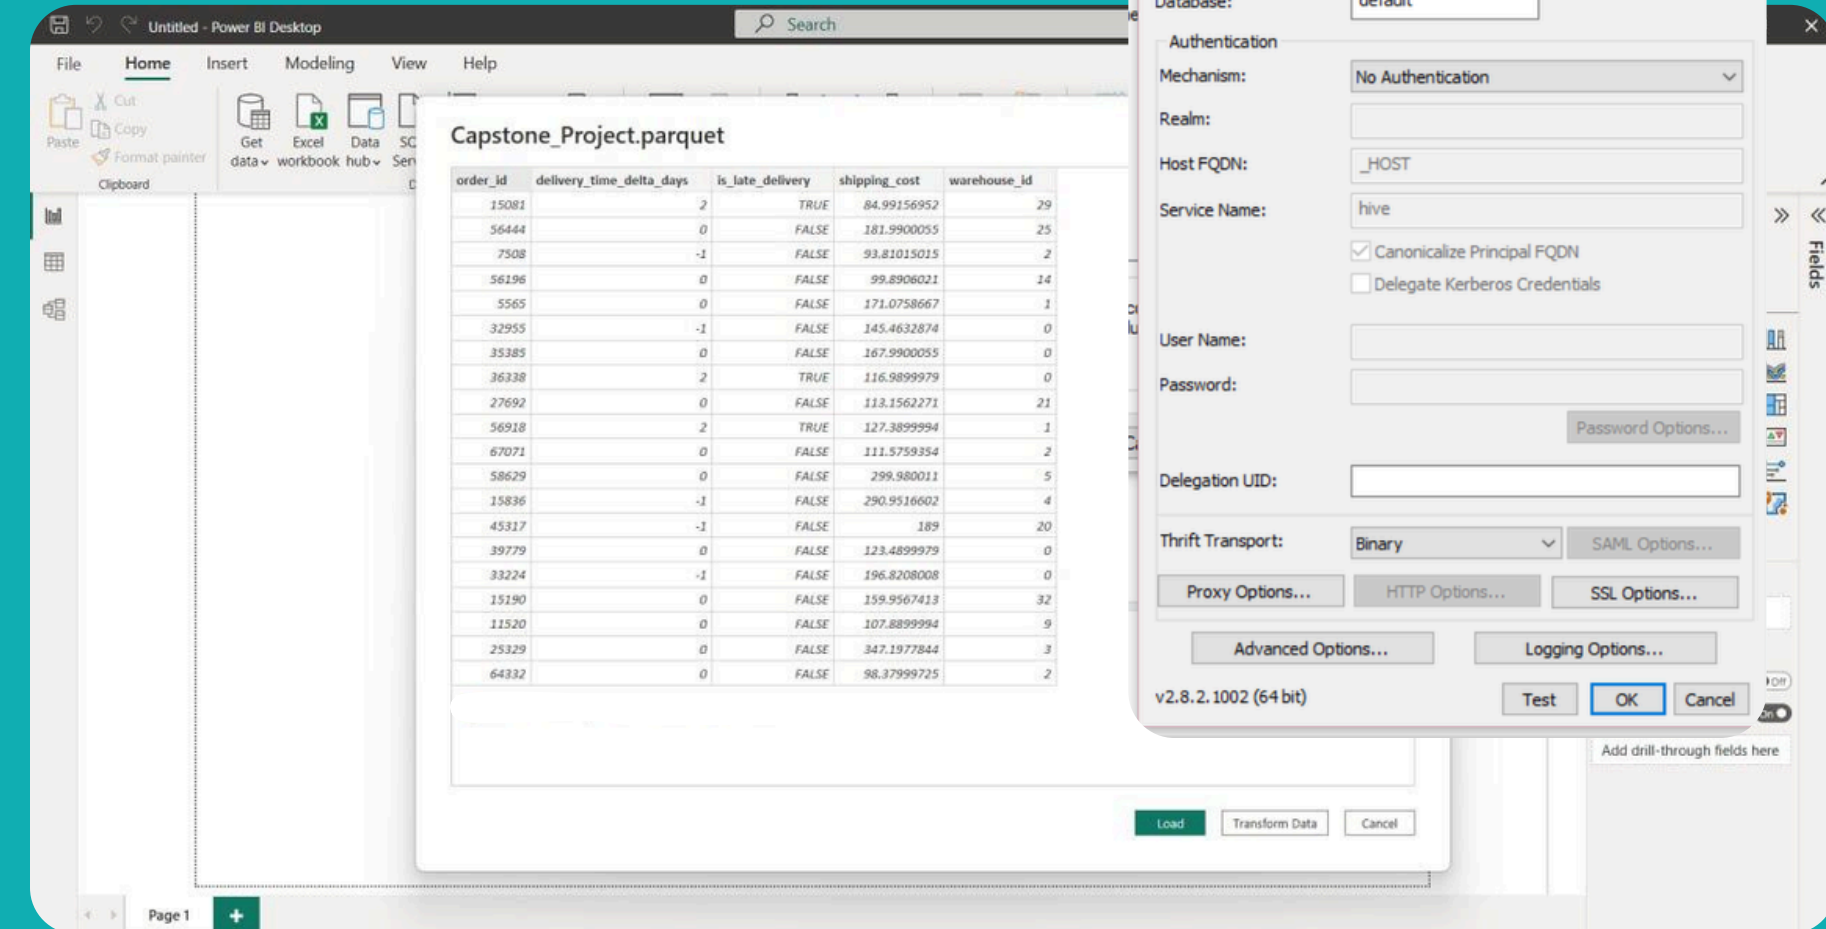 Untitled - Power BI Desktop
Search
File Home Insert Modeling View Help
Paste
Cut
Copy
Format painter
Clipboard
Get data
Excel workbook
Data hub
Capstone_Project.parquet
order_id delivery_time_delta_days is_late_delivery shipping_cost warehouse_id
15081 2 TRUE 84.99156952 29
56444 0 FALSE 181.9900055 25
7508 -1 FALSE 93.81015015 2
56196 0 FALSE 99.8906021 14
5565 0 FALSE 171.0758667 1
32955 -1 FALSE 145.4632874 0
35385 0 FALSE 167.9900055 0
36338 2 TRUE 116.9899979 0
27692 0 FALSE 113.1562271 21
56918 2 TRUE 127.3899994 1
67071 0 FALSE 111.5759354 2
58629 0 FALSE 299.980011 5
15836 -1 FALSE 290.9516602 4
45317 -1 FALSE 189 20
39779 0 FALSE 123.4899979 0
33224 -1 FALSE 196.8208008 0
15190 0 FALSE 159.9567413 32
11520 0 FALSE 107.8899994 9
25329 0 FALSE 347.1977844 3
64332 0 FALSE 98.37999725 2
Load Transform Data Cancel
Database: default
Authentication
Mechanism: No Authentication
Realm:
Host FQDN: _HOST
Service Name: hive
Canonicalize Principal FQDN
Delegate Kerberos Credentials
User Name:
Password:
Password Options...
Delegation UID:
Thrift Transport: Binary SAML Options...
Proxy Options... HTTP Options... SSL Options...
Advanced Options... Logging Options...
v2.8.2.1002 (64 bit) Test OK Cancel
Fields
Off
On
Add drill-through fields here
Page 1